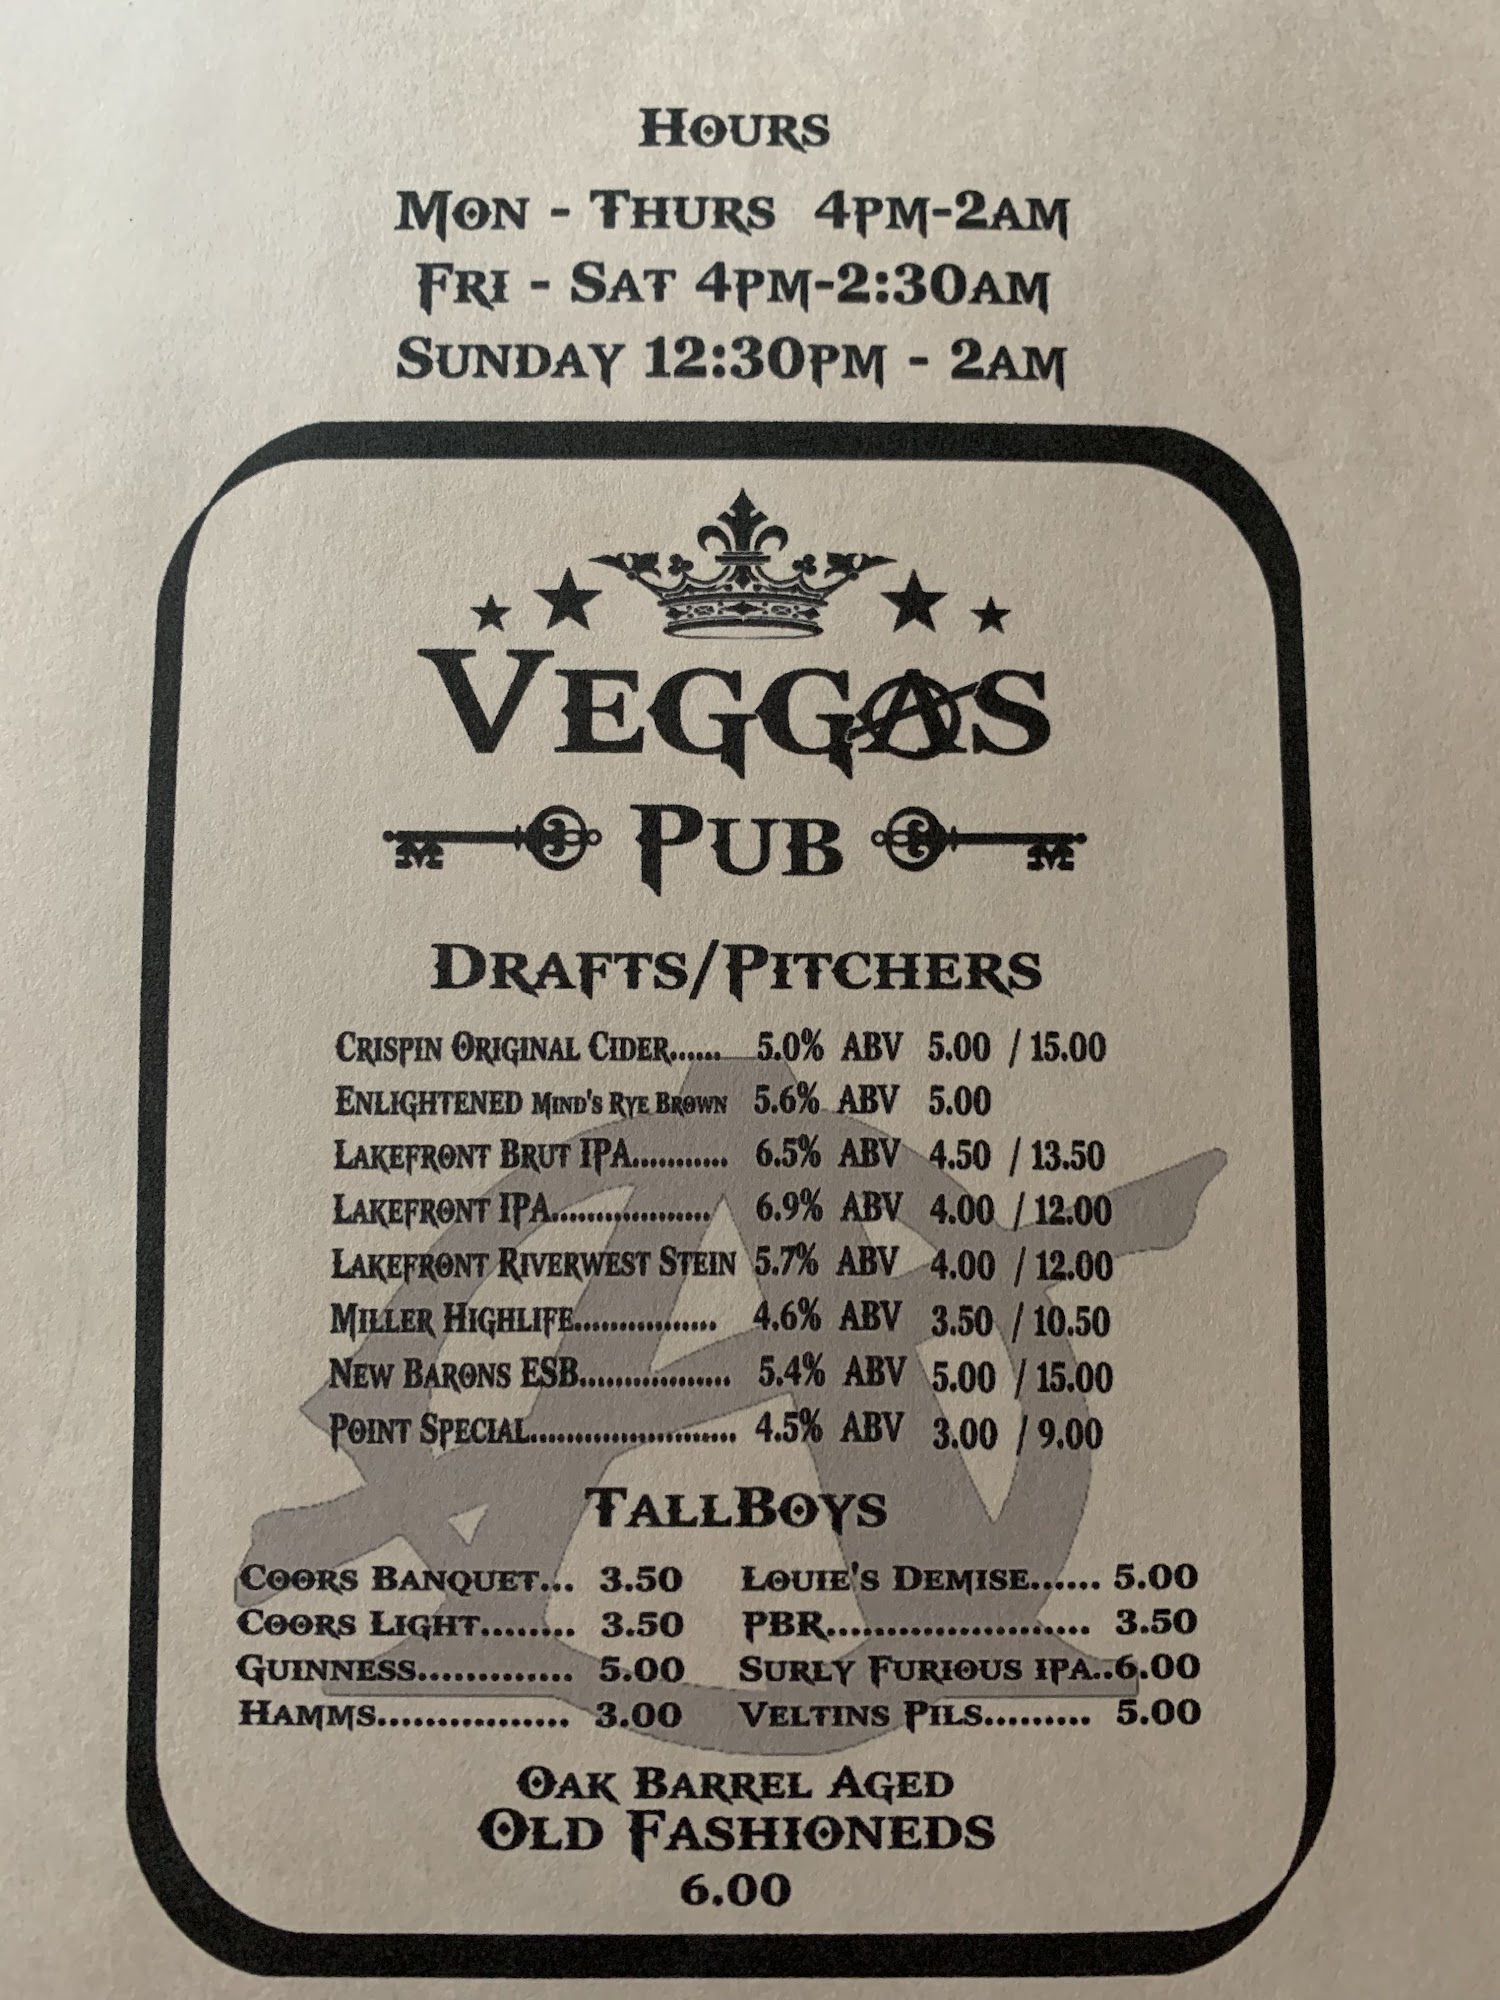 Hours
Mon - Thurs 4pm-2am
Fri - Sat 4pm-2:30am
Sunday 12:30pm - 2am
Veggas
Pub
Drafts/Pitchers
Crispin Original Cider...... 5.0% ABV 5.00 / 15.00
Enlightened Mind's Rye Brown 5.6% ABV 5.00
Lakefront Brut IPA............ 6.5% ABV 4.50 / 13.50
Lakefront IPA................... 6.9% ABV 4.00 / 12.00
Lakefront Riverwest Stein 5.7% ABV 4.00 / 12.00
Miller Highlife................. 4.6% ABV 3.50 / 10.50
New Barons ESB.................. 5.4% ABV 5.00 / 15.00
Point Special......................... 4.5% ABV 3.00 / 9.00
TallBoys
Coors Banquet... 3.50 Louie's Demise...... 5.00
Coors Light........ 3.50 PBR...................... 3.50
Guinness............. 5.00 Surly Furious IPA..6.00
Hamms................ 3.00 Veltins Pils......... 5.00
Oak Barrel Aged
Old Fashioneds
6.00